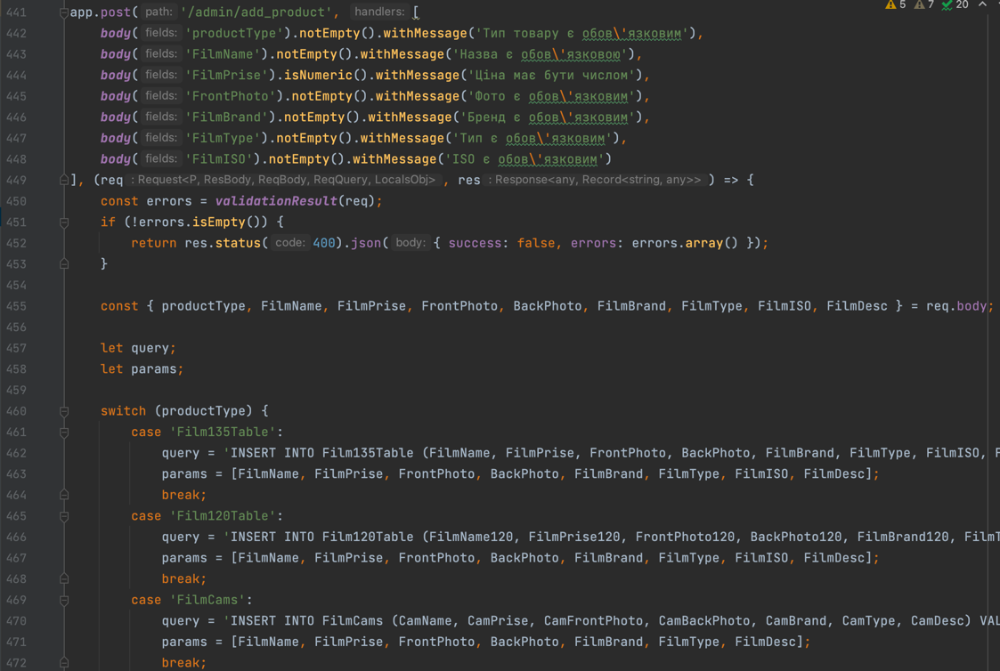 5 7 20
441 app.post( path: '/admin/add_product', handlers: [
442 body( fields: 'productType').notEmpty().withMessage('Тип товару є обов\'язковим'),
443 body( fields: 'FilmName').notEmpty().withMessage('Назва є обов\'язковою'),
444 body( fields: 'FilmPrise').isNumeric().withMessage('Ціна має бути числом'),
445 body( fields: 'FrontPhoto').notEmpty().withMessage('Фото є обов\'язковим'),
446 body( fields: 'FilmBrand').notEmpty().withMessage('Бренд є обов\'язковим'),
447 body( fields: 'FilmType').notEmpty().withMessage('Тип є обов\'язковим'),
448 body( fields: 'FilmISO').notEmpty().withMessage('ISO є обов\'язковим')
449 ], (req : Request<P, ResBody, ReqBody, ReqQuery, LocalsObj> , res : Response<any, Record<string, any>> ) => {
450 const errors = validationResult(req);
451 if (!errors.isEmpty()) {
452 return res.status( code: 400).json( body: { success: false, errors: errors.array() });
453 }
454
455 const { productType, FilmName, FilmPrise, FrontPhoto, BackPhoto, FilmBrand, FilmType, FilmISO, FilmDesc } = req.body;
456
457 let query;
458 let params;
459
460 switch (productType) {
461 case 'Film135Table':
462 query = 'INSERT INTO Film135Table (FilmName, FilmPrise, FrontPhoto, BackPhoto, FilmBrand, FilmType, FilmISO,
463 params = [FilmName, FilmPrise, FrontPhoto, BackPhoto, FilmBrand, FilmType, FilmISO, FilmDesc];
464 break;
465 case 'Film120Table':
466 query = 'INSERT INTO Film120Table (FilmName120, FilmPrise120, FrontPhoto120, BackPhoto120, FilmBrand120, FilmT
467 params = [FilmName, FilmPrise, FrontPhoto, BackPhoto, FilmBrand, FilmType, FilmISO, FilmDesc];
468 break;
469 case 'FilmCams':
470 query = 'INSERT INTO FilmCams (CamName, CamPrise, CamFrontPhoto, CamBackPhoto, CamBrand, CamType, CamDesc) VAL
471 params = [FilmName, FilmPrise, FrontPhoto, BackPhoto, FilmBrand, FilmType, FilmDesc];
472 break;